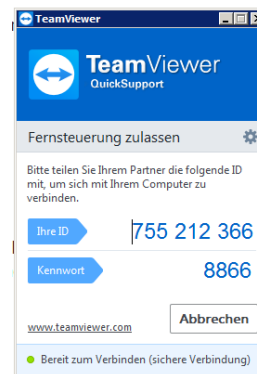 TeamViewer
TeamViewer
QuickSupport
Fernsteuerung zulassen
Bitte teilen Sie Ihrem Partner die folgende ID
mit, um sich mit Ihrem Computer zu
verbinden.
Ihre ID 755 212 366
Kennwort 8866
www.teamviewer.com Abbrechen
Bereit zum Verbinden (sichere Verbindung)